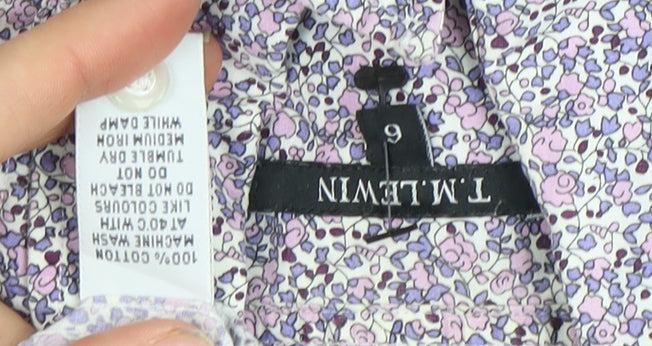 T.M.LEWIN
6
100% COTTON
MACHINE WASH
AT 40C WITH
LIKE COLOURS
DO NOT BLEACH
DO NOT
TUMBLE DRY
MEDIUM IRON
WHILE DAMP